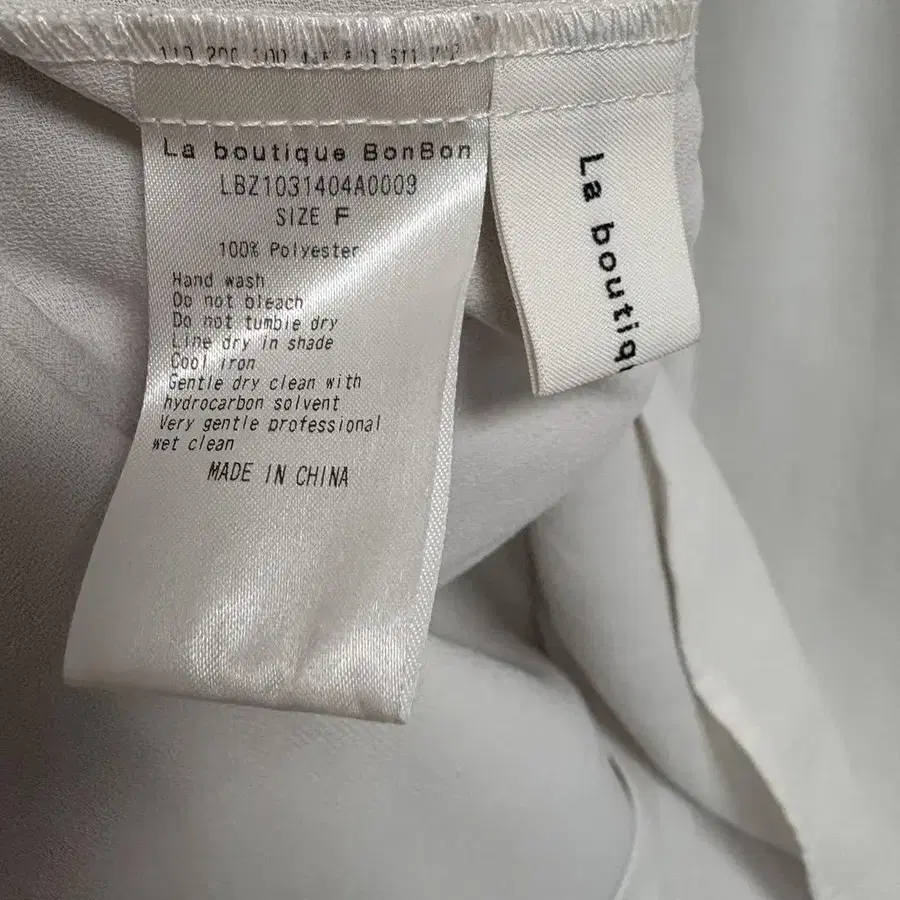 La boutique BonBon
LBZ1031404A0009
SIZE F
100% Polyester
Hand wash
Do not bleach
Do not tumble dry
Line dry in shade
Cool iron
Gentle dry clean with
hydrocarbon solvent
Very gentle professional
wet clean
MADE IN CHINA
La boutiq